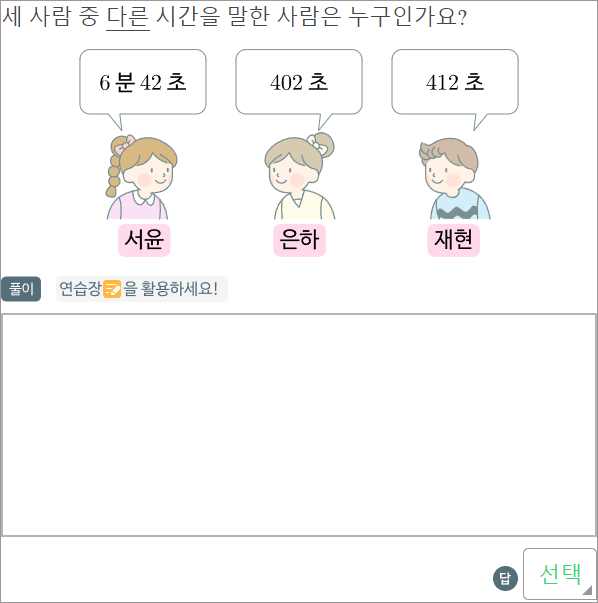 세 사람 중 다른 시간을 말한 사람은 누구인가요?
6 분 42 초
402 초
412 초
서윤
은하
재현
풀이
연습장을 활용하세요!
답
선택